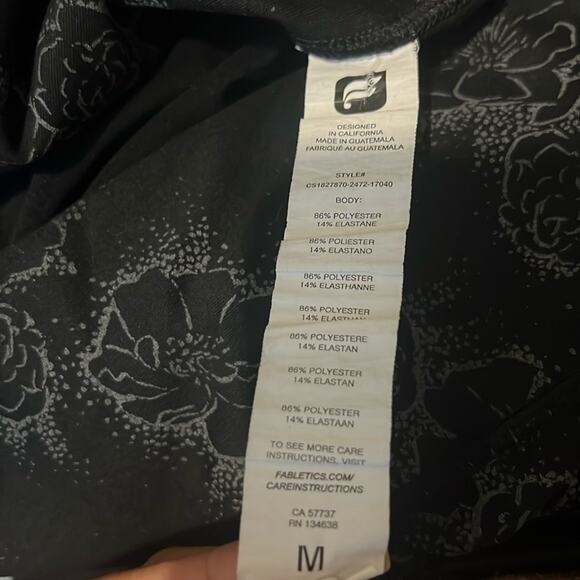 DESIGNED
IN CALIFORNIA
MADE IN GUATEMALA
FABRIQUÉ AU GUATEMALA
STYLE#
CS1827870-2472-17040
BODY:
86% POLYESTER
14% ELASTANE
86% POLIESTER
14% ELASTANO
86% POLYESTER
14% ELASTHANNE
86% POLYESTER
14% ELASTHAN
86% POLYESTERE
14% ELASTAN
86% POLYESTER
14% ELASTAN
86% POLYESTER
14% ELASTAAN
TO SEE MORE CARE
INSTRUCTIONS, VISIT
FABLETICS.COM/
CAREINSTRUCTIONS
CA 57737
RN 134638
M